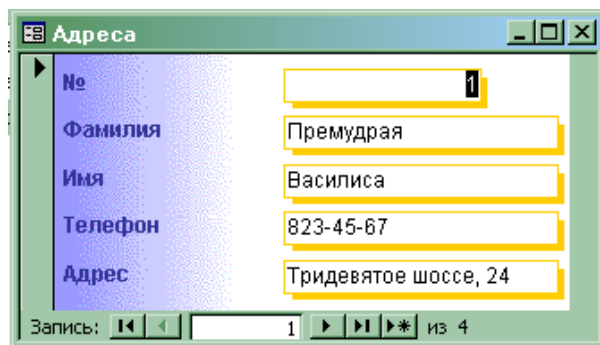 Адреса
№ 1
Фамилия Премудрая
Имя Василиса
Телефон 823-45-67
Адрес Тридевятое шоссе, 24
Запись: 1 из 4